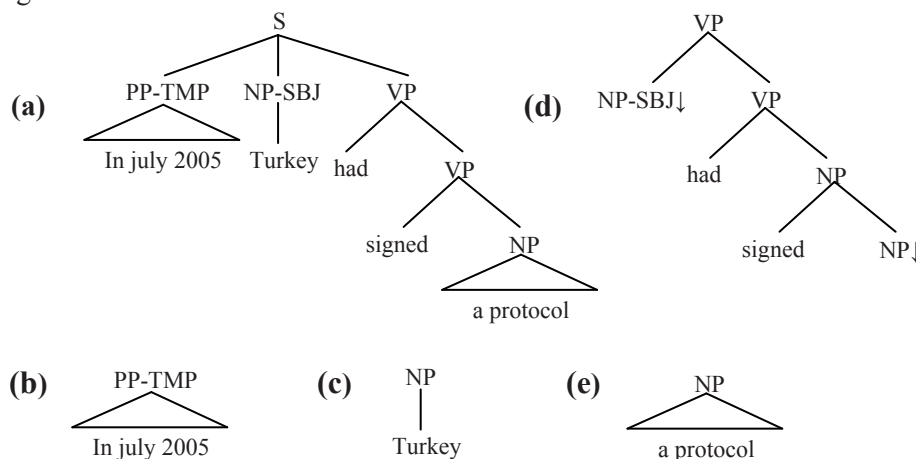 S
VP
(a)
PP-TMP
NP-SBJ
VP
(d)
NP-SBJ↓
VP
In july 2005
Turkey
had
VP
had
NP
signed
NP
signed
NP↓
a protocol
(b)
PP-TMP
(c)
NP
(e)
NP
In july 2005
Turkey
a protocol